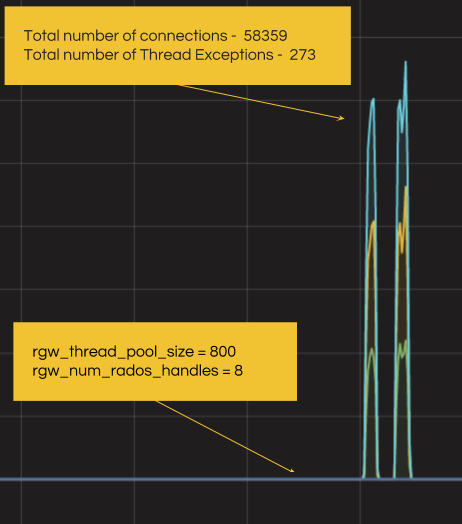 Total number of connections - 58359
Total number of Thread Exceptions - 273
rgw_thread_pool_size = 800
rgw_num_rados_handles = 8